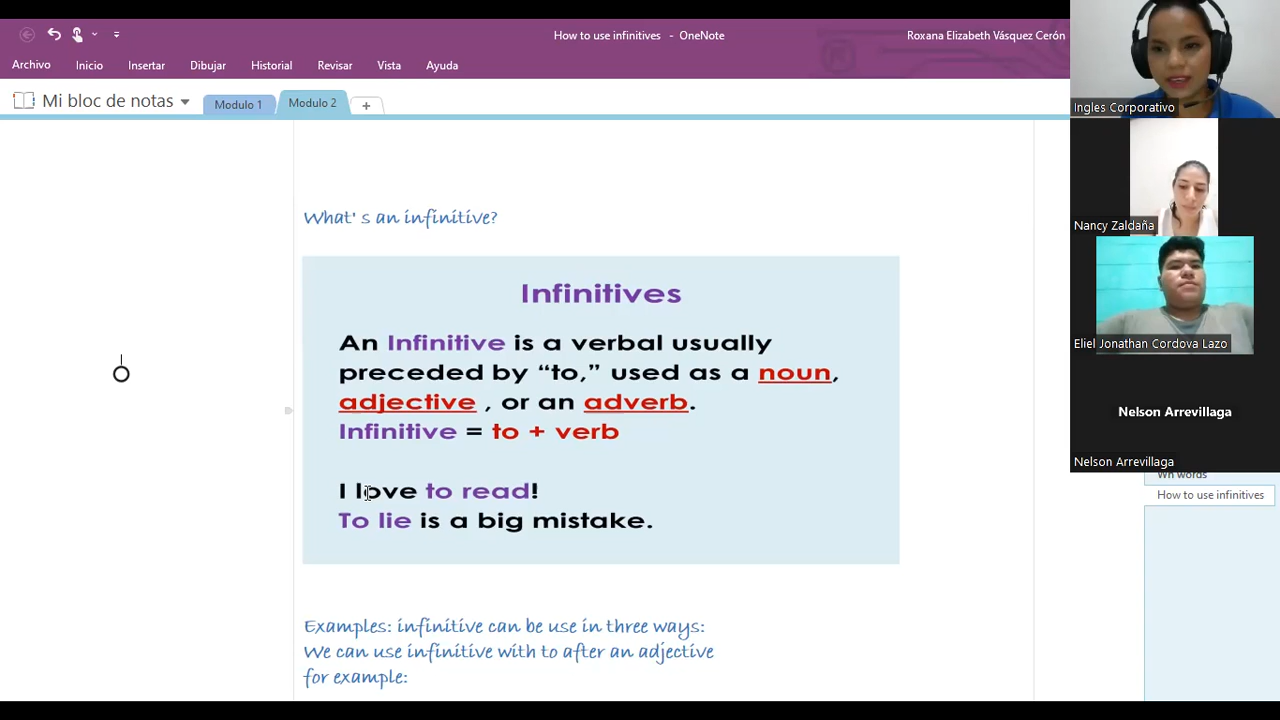 How to use infinitives - OneNote
Roxana Elizabeth Vásquez Cerón
Archivo Inicio Insertar Dibujar Historial Revisar Vista Ayuda
Mi bloc de notas Modulo 1 Modulo 2 +
What' s an infinitive?
Infinitives
An Infinitive is a verbal usually
preceded by “to,” used as a noun,
adjective , or an adverb.
Infinitive = to + verb
I love to read!
To lie is a big mistake.
Examples: infinitive can be use in three ways:
We can use infinitive with to after an adjective
for example:
Ingles Corporativo
Nancy Zaldaña
Eliel Jonathan Cordova Lazo
Nelson Arrevillaga
Nelson Arrevillaga
Wh words
How to use infinitives